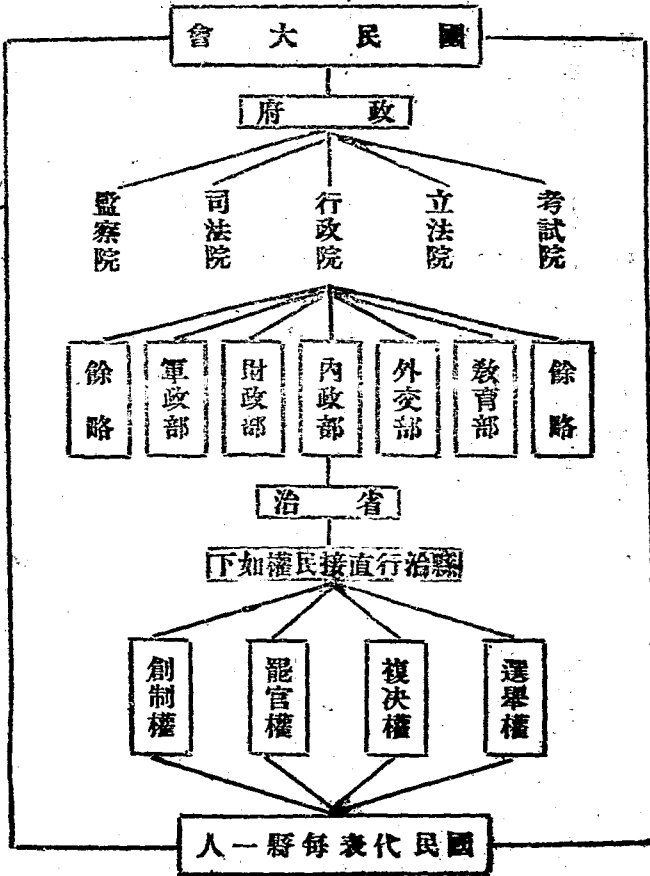 國民大會
政府
考試院
立法院
行政院
司法院
監察院
餘略
教育部
外交部
內政部
財政部
軍政部
餘略
省治
縣治行直接民權如下
選舉權
複决權
罷官權
創制權
國民代表每縣一人